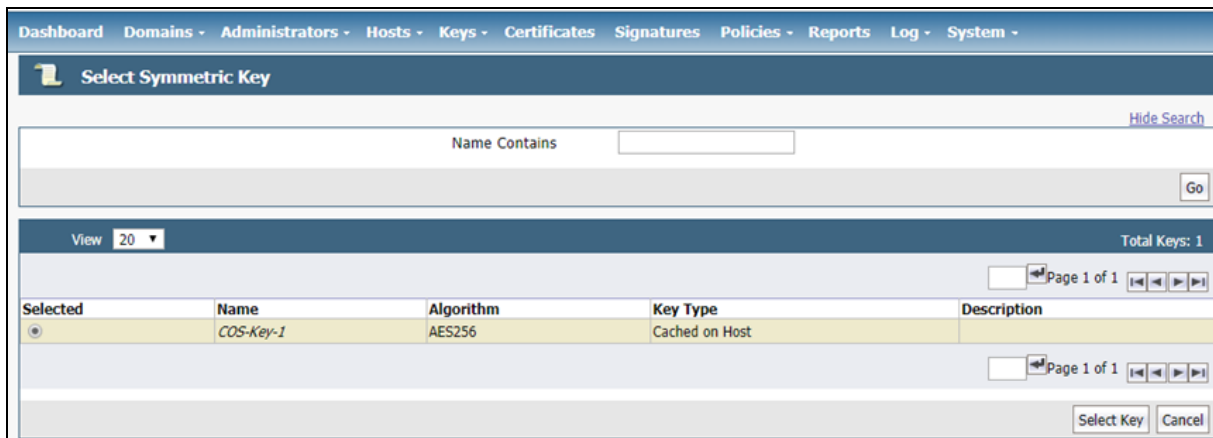 Dashboard Domains Administrators Hosts Keys Certificates Signatures Policies Reports Log System
Select Symmetric Key
Hide Search
Name Contains
Go
View 20 Total Keys: 1
Page 1 of 1
Selected Name Algorithm Key Type Description
COS-Key-1 AES256 Cached on Host
Page 1 of 1
Select Key Cancel